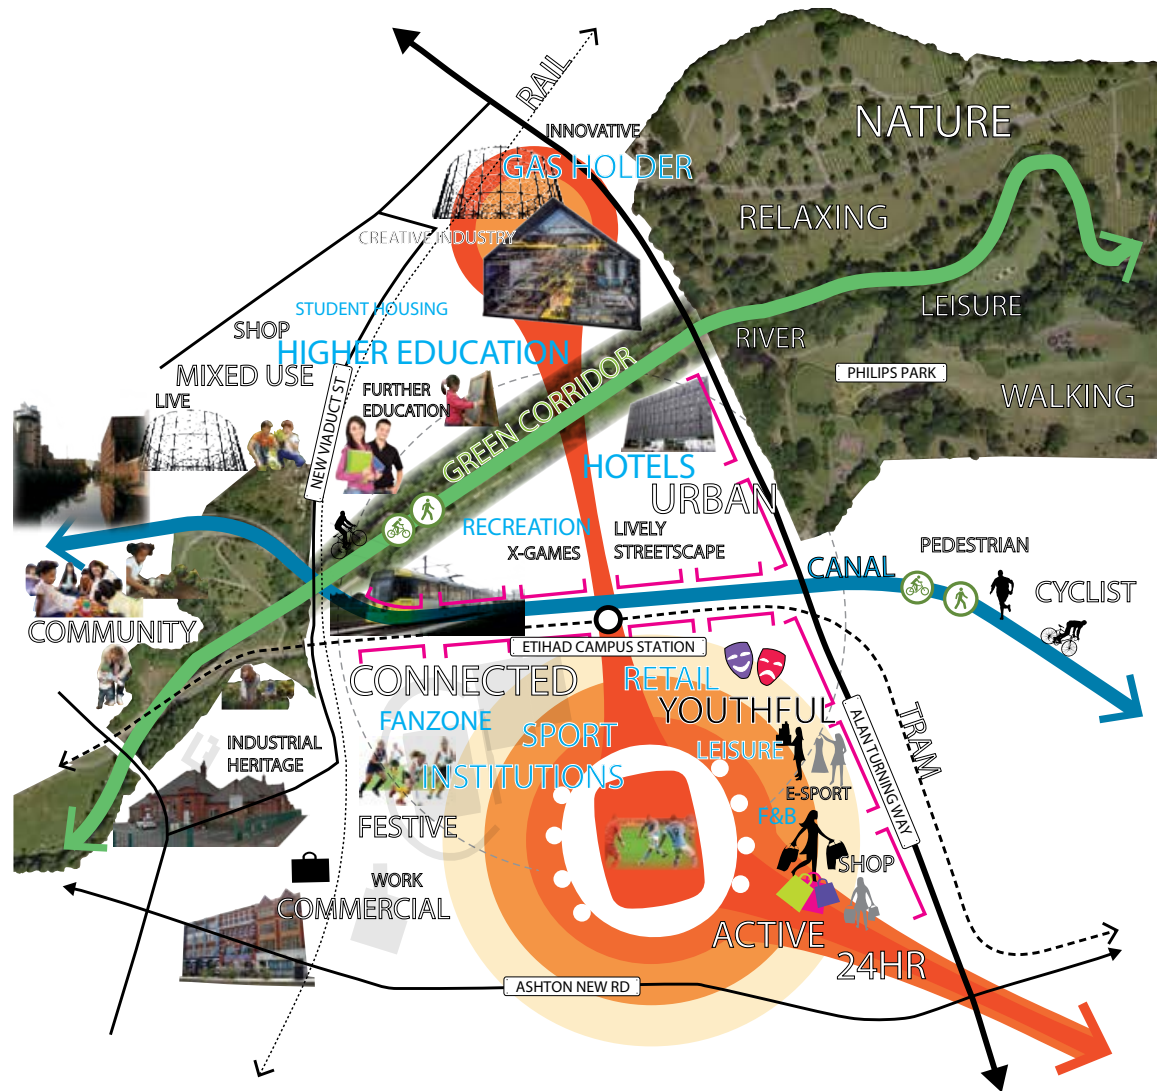 RAIL
INNOVATIVE
GAS HOLDER
NATURE
RELAXING
CREATIVE INDUSTRY
STUDENT HOUSING
SHOP
HIGHER EDUCATION
MIXED USE
LIVE
FURTHER
EDUCATION
NEW VIADUCT ST
GREEN CORRIDOR
RIVER
LEISURE
PHILIPS PARK
WALKING
HOTELS
URBAN
RECREATION
X-GAMES
LIVELY
STREETSCAPE
CANAL
PEDESTRIAN
CYCLIST
COMMUNITY
ETIHAD CAMPUS STATION
CONNECTED
RETAIL
YOUTHFUL
FANZONE
SPORT
INSTITUTIONS
LEISURE
TRAM
ALAN TURNING WAY
INDUSTRIAL
HERITAGE
E-SPORT
F&B
FESTIVE
SHOP
WORK
COMMERCIAL
ACTIVE
24HR
ASHTON NEW RD